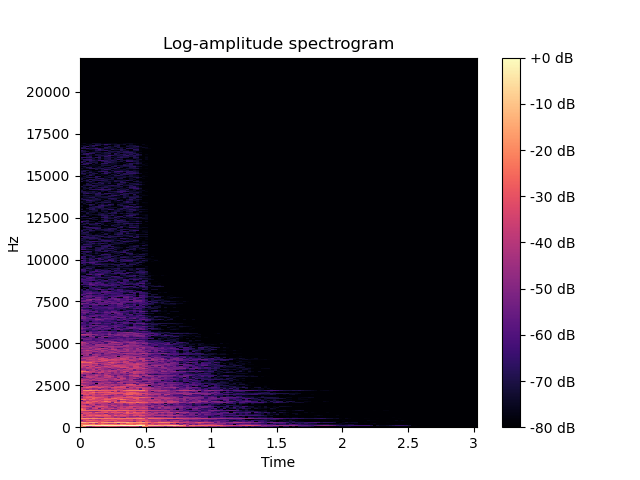 Log-amplitude spectrogram
Hz
20000
17500
15000
12500
10000
7500
5000
2500
0
0 0.5 1 1.5 2 2.5 3
Time
+0 dB
-10 dB
-20 dB
-30 dB
-40 dB
-50 dB
-60 dB
-70 dB
-80 dB